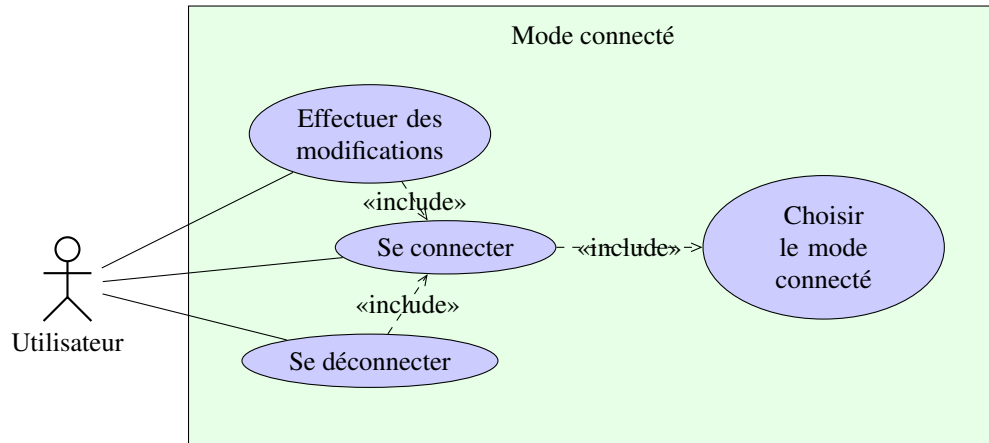 Mode connecté
Effectuer des
modifications
«include»
Se connecter
«include»
Choisir
le mode
connecté
«include»
Se déconnecter
Utilisateur